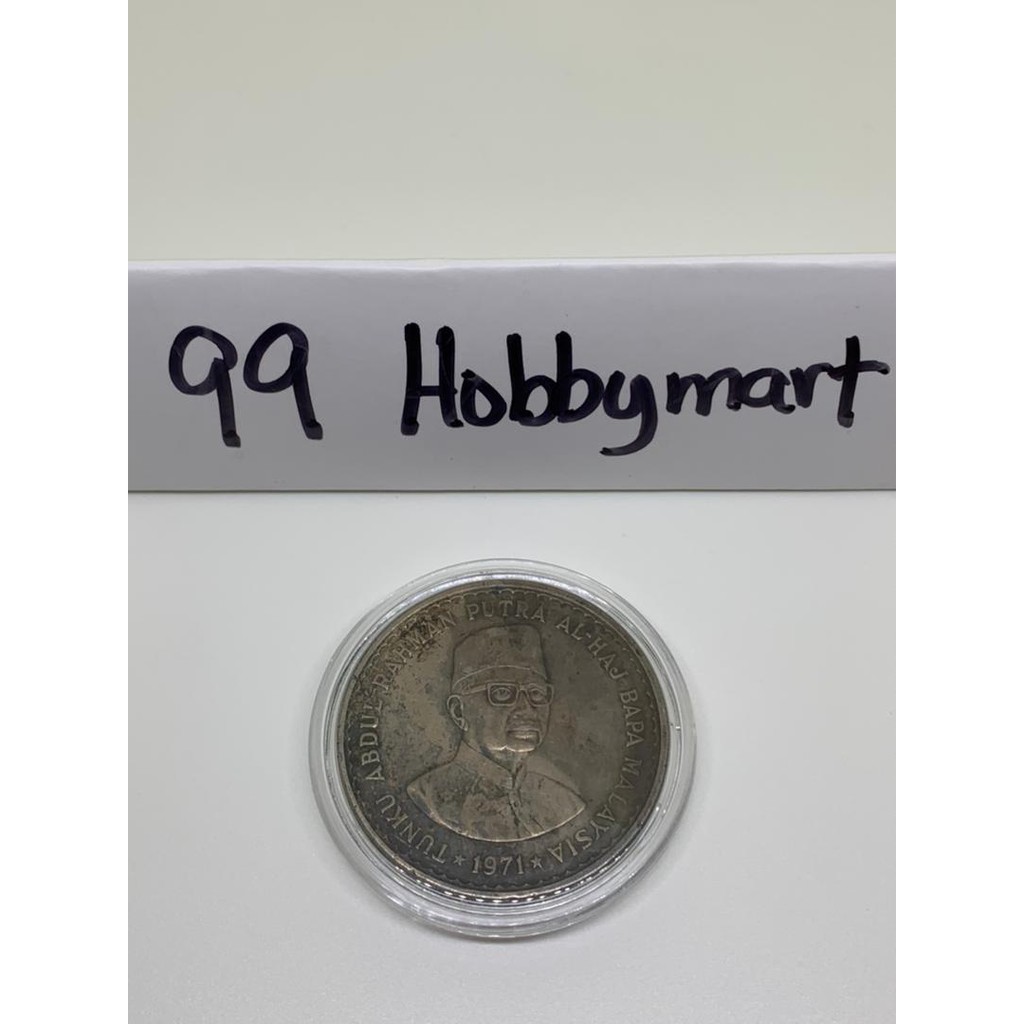 99 Hobbymart
TUNKU ABDUL RAHMAN PUTRA AL-HAJ BAPA MALAYSIA
★ 1971 ★